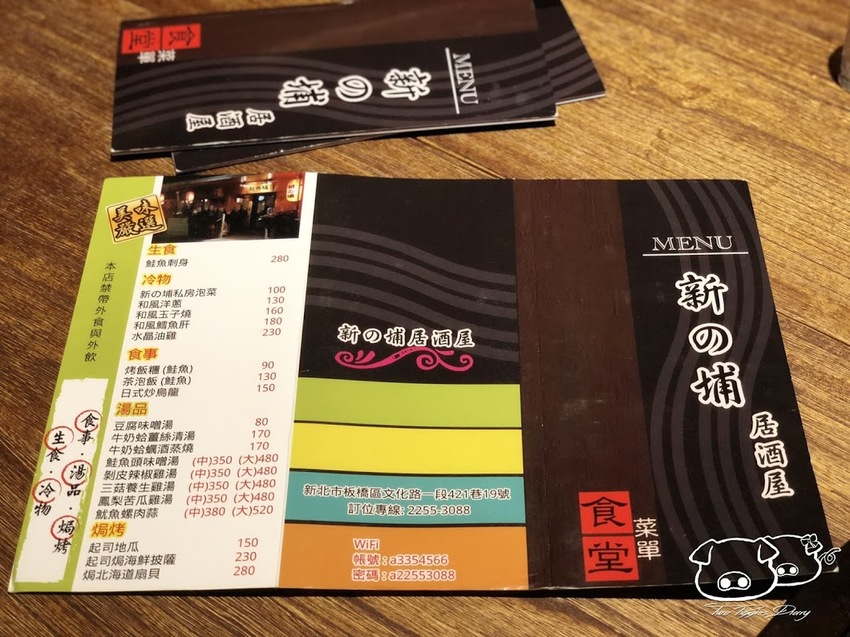 食堂
菜單
MENU
新の埔
居酒屋
美味
嚴選
本店禁帶外食與外飲
食事・湯品・焗烤
生食・冷物
生食
鮭魚刺身 280
冷物
新の埔私房泡菜 100
和風洋蔥 130
和風玉子燒 160
和風鱈魚肝 180
水晶油雞 230
食事
烤飯糰(鮭魚) 90
茶泡飯(鮭魚) 130
日式炒烏龍 150
湯品
豆腐味噌湯 80
牛奶蛤薑絲清湯 170
牛奶蛤蠣酒蒸燒 170
鮭魚頭味噌湯 (中)350 (大)480
剝皮辣椒雞湯 (中)350 (大)480
三菇養生雞湯 (中)350 (大)480
鳳梨苦瓜雞湯 (中)350 (大)480
魷魚螺肉蒜 (中)380 (大)520
焗烤
起司地瓜 150
起司焗海鮮披薩 230
焗北海道扇貝 280
新の埔居酒屋
新北市板橋區文化路一段421巷19號
訂位專線: 2255-3088
WiFi
帳號: a3354566
密碼: a22553088
MENU
新の埔
居酒屋
食堂
菜單
Two Piggie's Diary